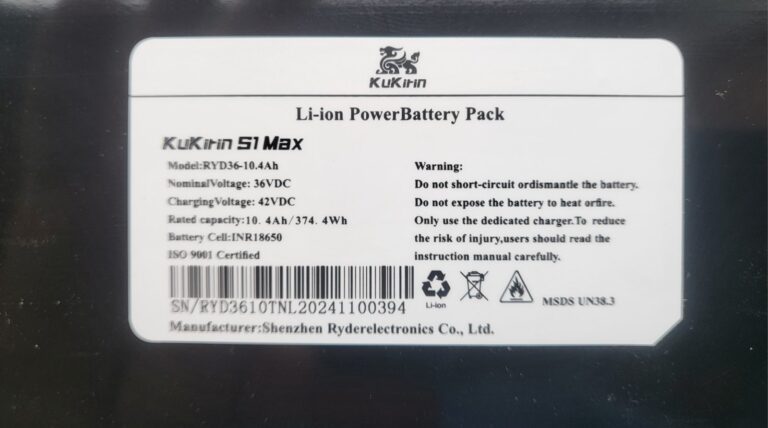 KuKirin
Li-ion PowerBattery Pack
KuKirin S1 Max
Model:RYD36-10.4Ah
NominalVoltage: 36VDC
ChargingVoltage: 42VDC
Rated capacity:10. 4Ah/374. 4Wh
Battery Cell:INR18650
ISO 9001 Certified
Warning:
Do not short-circuit ordismantle the battery.
Do not expose the battery to heat orfire.
Only use the dedicated charger.To reduce
the risk of injury,users should read the
instruction manual carefully.
SN/RYD3610TNL20241100394
Li-ion
MSDS UN38.3
Manufacturer:Shenzhen Ryderelectronics Co., Ltd.